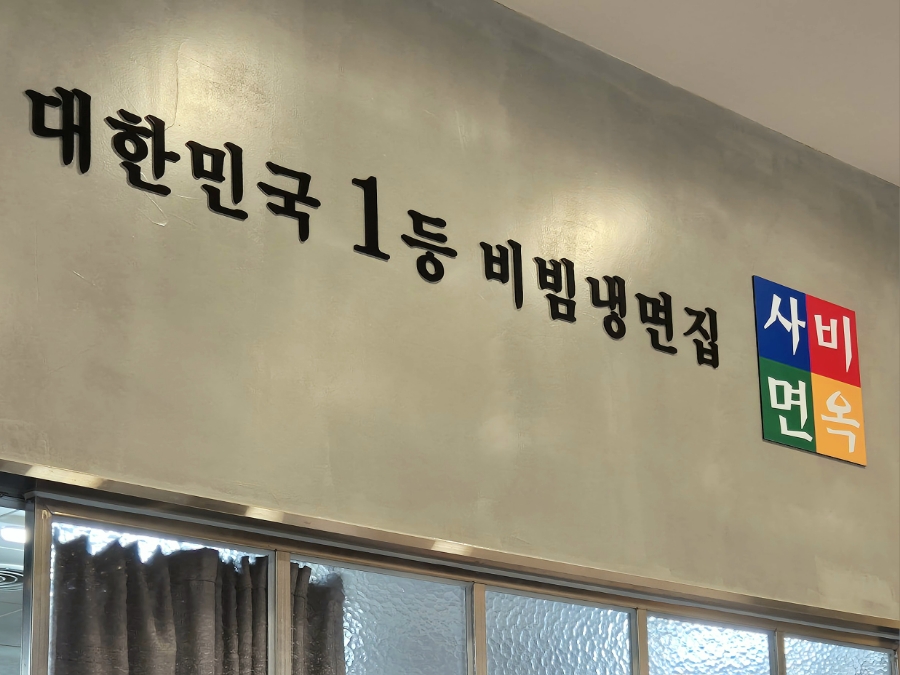 대한민국 1등 비빔냉면집
사비
면옥